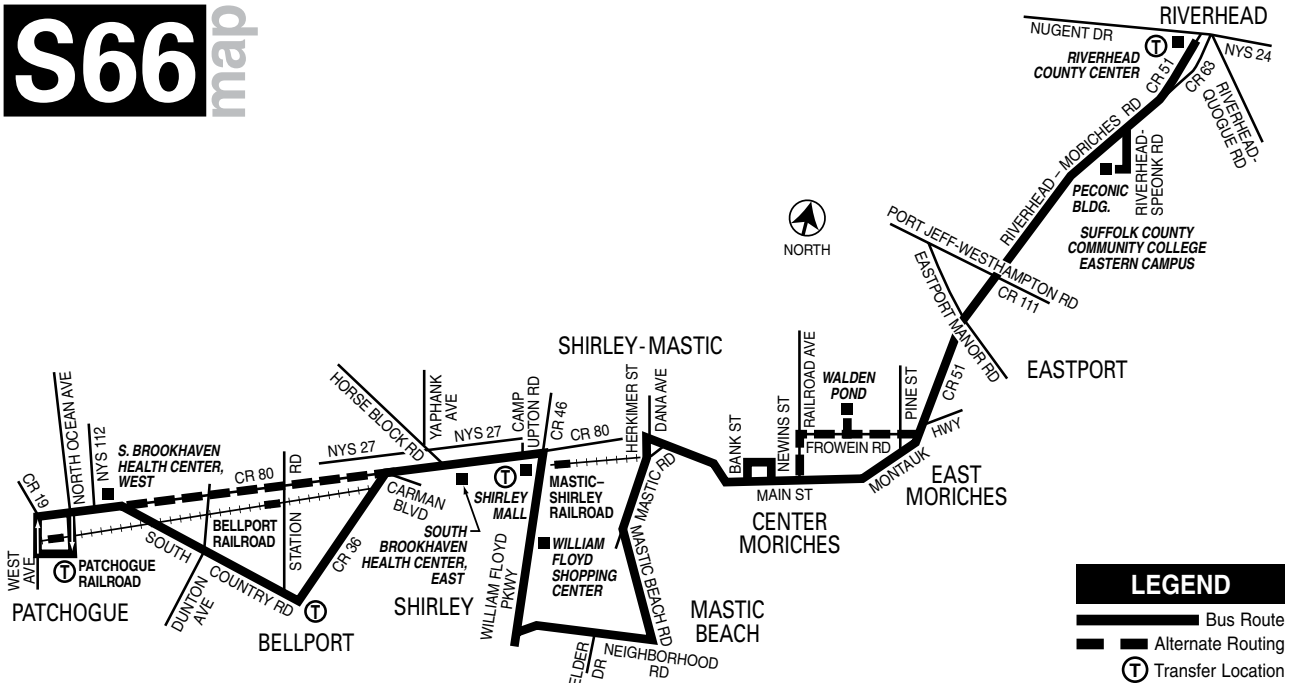 S66
map
RIVERHEAD
NUGENT DR
NYS 24
RIVERHEAD
COUNTY CENTER
T
CR 51
CR 63
RIVERHEAD-
QUOGUE RD
RIVERHEAD – MORICHES RD
RIVERHEAD-
SPEONK RD
PECONIC
BLDG.
SUFFOLK COUNTY
COMMUNITY COLLEGE
EASTERN CAMPUS
NORTH
PORT JEFF-WESTHAMPTON RD
CR 111
EASTPORT MANOR RD
EASTPORT
CR 51
SHIRLEY-MASTIC
HERKIMER ST
DANA AVE
RAILROAD AVE
WALDEN
POND
PINE ST
HWY
FROWEIN RD
BANK ST
NEWINS ST
MAIN ST
MONTAUK
EAST
MORICHES
CENTER
MORICHES
HORSE BLOCK RD
YAPHANK
AVE
NYS 27
CAMP
UPTON RD
CR 46
CR 80
NORTH OCEAN AVE
NYS 112
S. BROOKHAVEN
HEALTH CENTER,
WEST
CR 19
CR 80
NYS 27
STATION RD
BELLPORT
RAILROAD
CARMAN
BLVD
T
SHIRLEY
MALL
MASTIC–
SHIRLEY
RAILROAD
MASTIC RD
SOUTH
BROOKHAVEN
HEALTH CENTER,
EAST
WILLIAM
FLOYD
SHOPPING
CENTER
WEST
AVE
T
PATCHOGUE
RAILROAD
PATCHOGUE
SOUTH
COUNTRY RD
DUNTON
AVE
CR 36
T
BELLPORT
SHIRLEY
WILLIAM FLOYD
PKWY
MASTIC BEACH RD
MASTIC
BEACH
ELDER
DR
NEIGHBORHOOD
RD
LEGEND
Bus Route
Alternate Routing
T Transfer Location